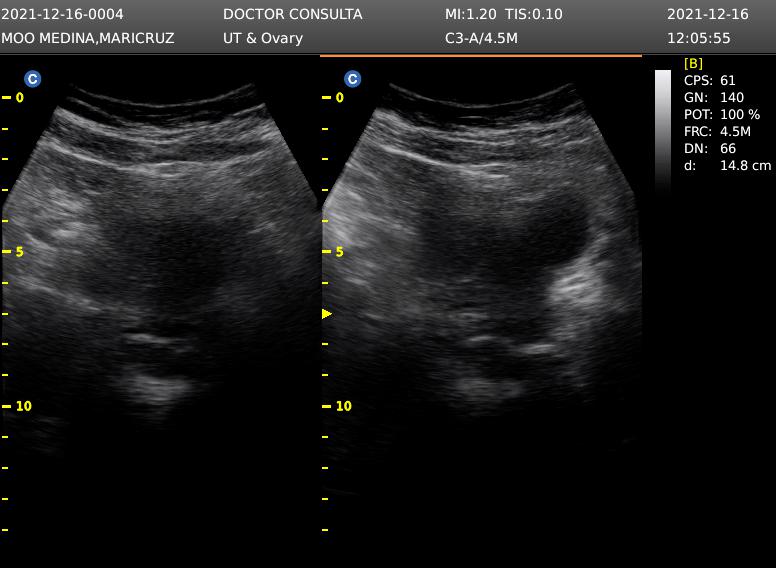 2021-12-16-0004 DOCTOR CONSULTA MI:1.20 TIS:0.10 2021-12-16
MOO MEDINA,MARICRUZ UT & Ovary C3-A/4.5M 12:05:55
C
C
[B]
CPS: 61
GN: 140
POT: 100 %
FRC: 4.5M
DN: 66
d: 14.8 cm
0
0
5
5
10
10